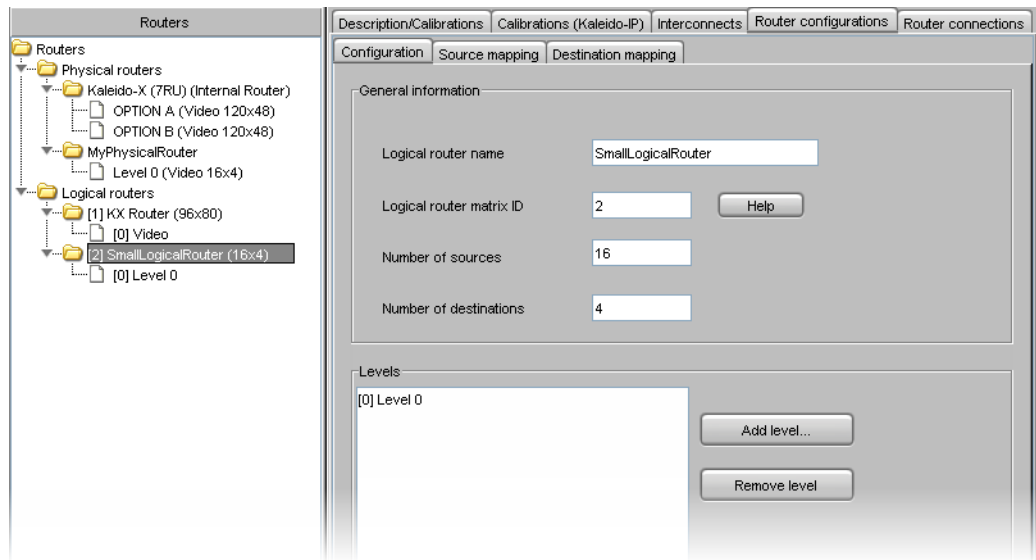 Routers
Routers
Physical routers
Kaleido-X (7RU) (Internal Router)
OPTION A (Video 120x48)
OPTION B (Video 120x48)
MyPhysicalRouter
Level 0 (Video 16x4)
Logical routers
[1] KX Router (96x80)
[0] Video
[2] SmallLogicalRouter (16x4)
[0] Level 0
Description/Calibrations Calibrations (Kaleido-IP) Interconnects Router configurations Router connections
Configuration Source mapping Destination mapping
General information
Logical router name SmallLogicalRouter
Logical router matrix ID 2 Help
Number of sources 16
Number of destinations 4
Levels
[0] Level 0
Add level...
Remove level